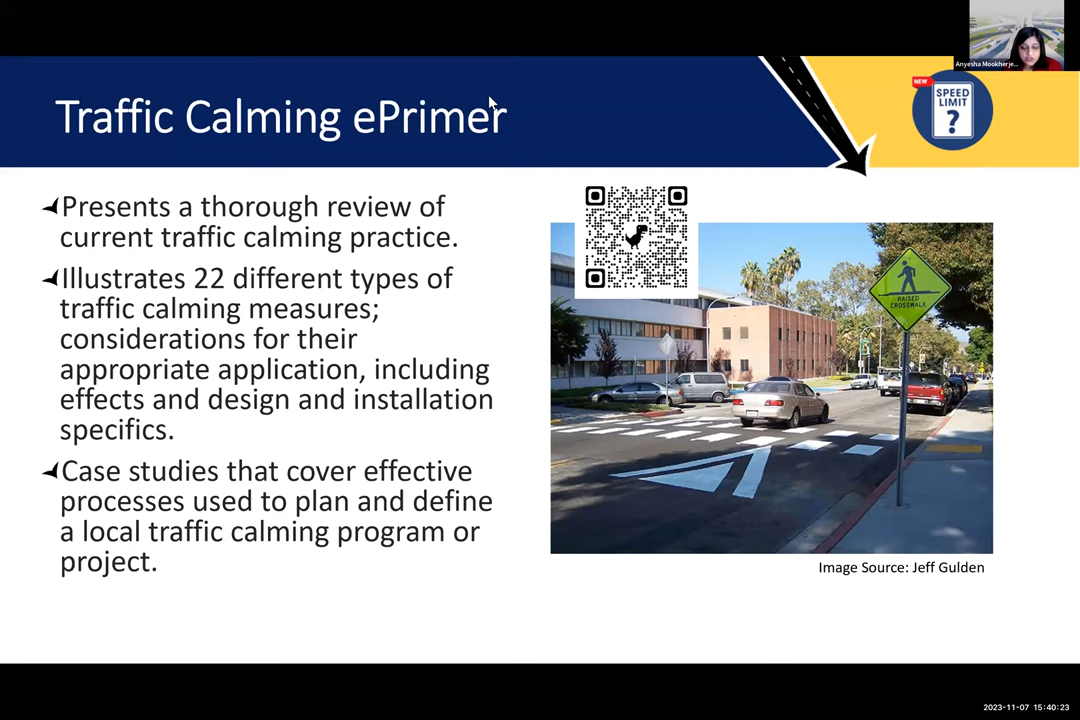 Anyesha Mookherje...
Traffic Calming ePrimer
NEW
SPEED
LIMIT
?
Presents a thorough review of
current traffic calming practice.
Illustrates 22 different types of
traffic calming measures;
considerations for their
appropriate application, including
effects and design and installation
specifics.
Case studies that cover effective
processes used to plan and define
a local traffic calming program or
project.
RAISED
CROSSWALK
Image Source: Jeff Gulden
2023-11-07 15:40:23